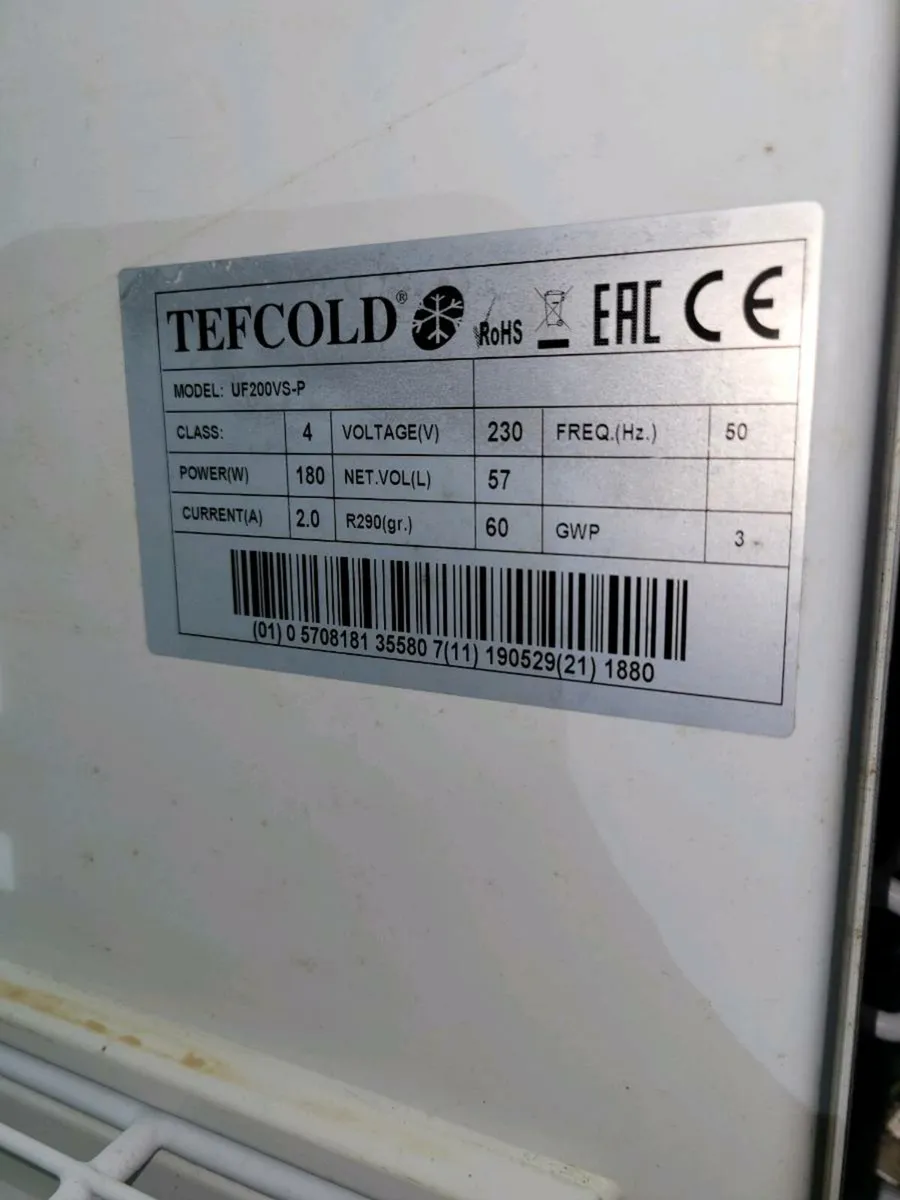 TEFCOLD® RoHS EAC CE
MODEL: UF200VS-P
CLASS: 4 VOLTAGE(V) 230 FREQ.(Hz.) 50
POWER(W) 180 NET.VOL(L) 57
CURRENT(A) 2.0 R290(gr.) 60 GWP 3
(01) 0 5708181 35580 7(11) 190529(21) 1880